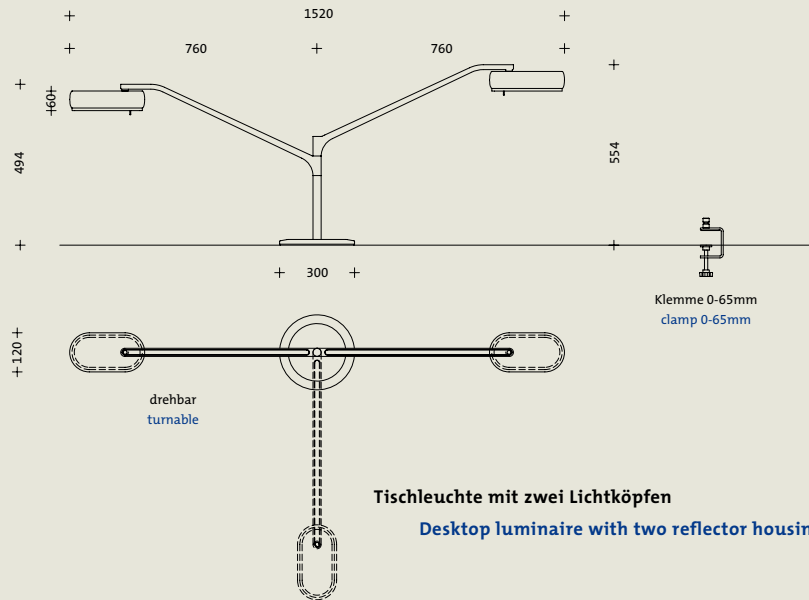 1520
760
760
60
494
554
300
Klemme 0-65mm
clamp 0-65mm
120
drehbar
turnable
Tischleuchte mit zwei Lichtköpfen
Desktop luminaire with two reflector housin